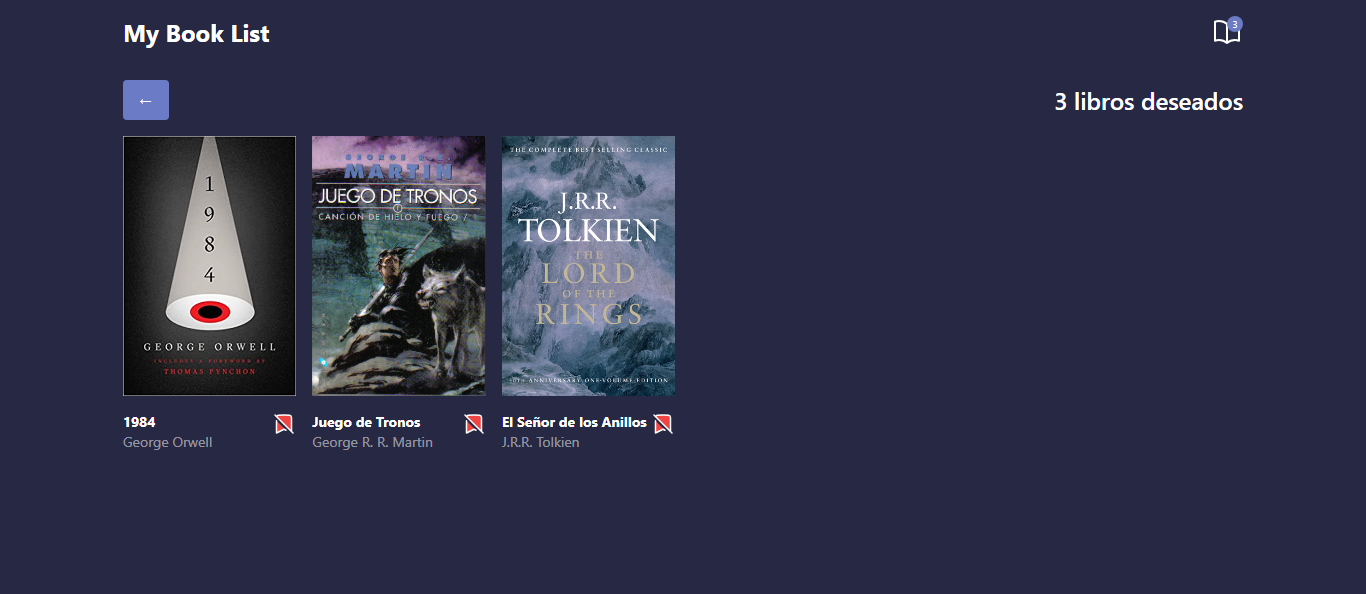 My Book List
3
←
3 libros deseados
1
9
8
4
GEORGE ORWELL
INCLUDES A FOREWORD BY
THOMAS PYNCHON
GEORGE R. R.
MARTIN
JUEGO DE TRONOS
CANCIÓN DE HIELO Y FUEGO / 1
THE COMPLETE BEST SELLING CLASSIC
J.R.R.
TOLKIEN
THE
LORD
OF THE
RINGS
50TH ANNIVERSARY ONE-VOLUME EDITION
1984
George Orwell
Juego de Tronos
George R. R. Martin
El Señor de los Anillos
J.R.R. Tolkien